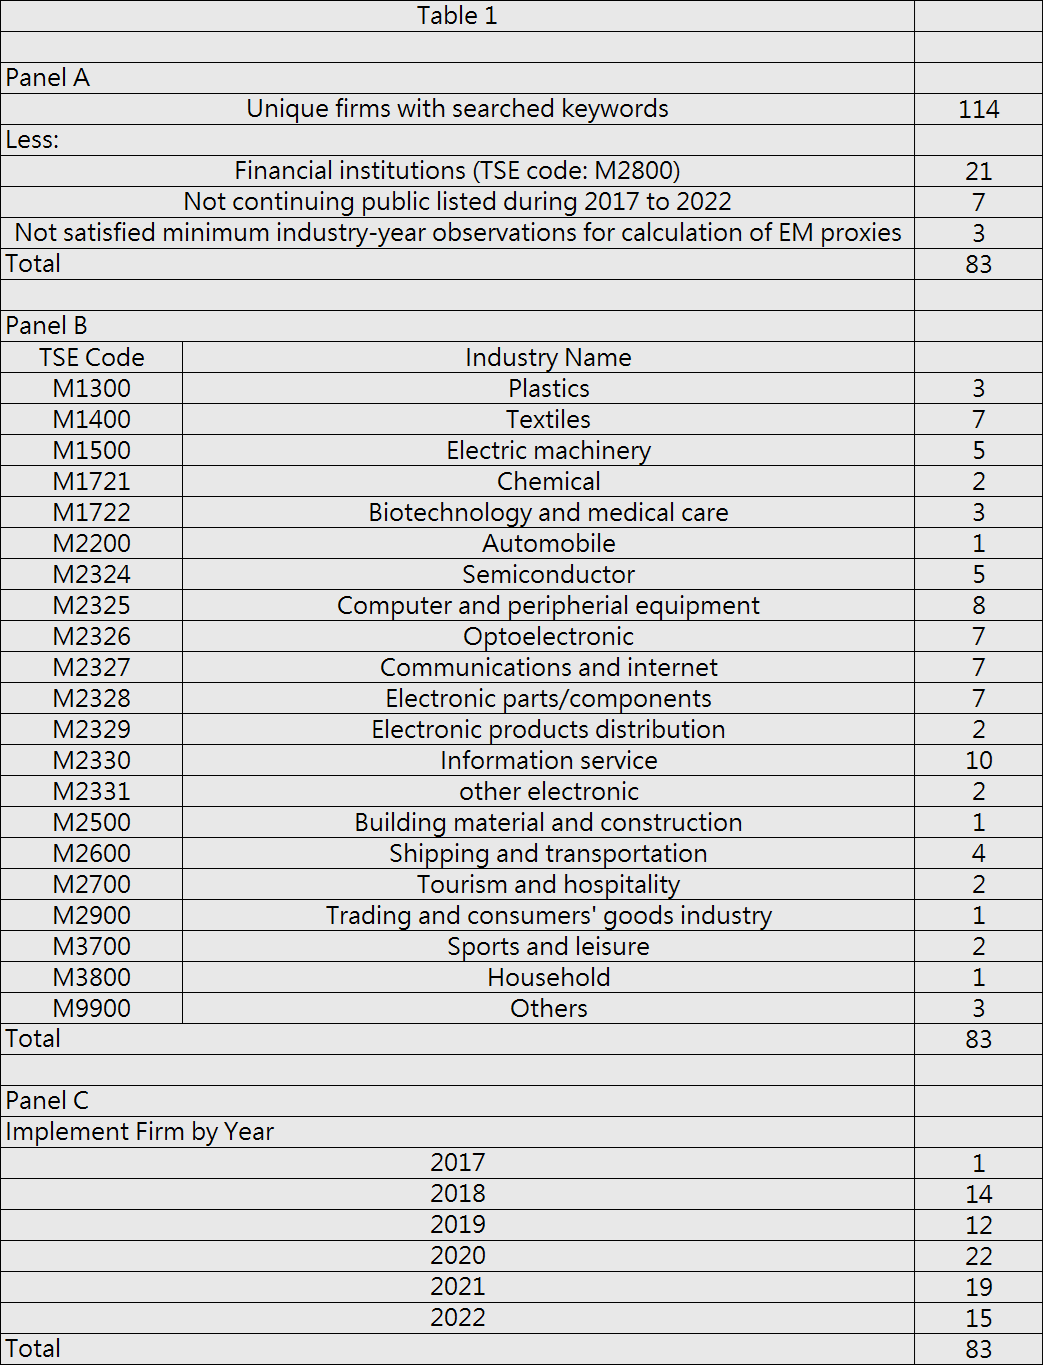 Table 1
Panel A
Unique firms with searched keywords 114
Less:
Financial institutions (TSE code: M2800) 21
Not continuing public listed during 2017 to 2022 7
Not satisfied minimum industry-year observations for calculation of EM proxies 3
Total 83
Panel B
TSE Code Industry Name
M1300 Plastics 3
M1400 Textiles 7
M1500 Electric machinery 5
M1721 Chemical 2
M1722 Biotechnology and medical care 3
M2200 Automobile 1
M2324 Semiconductor 5
M2325 Computer and peripherial equipment 8
M2326 Optoelectronic 7
M2327 Communications and internet 7
M2328 Electronic parts/components 7
M2329 Electronic products distribution 2
M2330 Information service 10
M2331 other electronic 2
M2500 Building material and construction 1
M2600 Shipping and transportation 4
M2700 Tourism and hospitality 2
M2900 Trading and consumers' goods industry 1
M3700 Sports and leisure 2
M3800 Household 1
M9900 Others 3
Total 83
Panel C
Implement Firm by Year
2017 1
2018 14
2019 12
2020 22
2021 19
2022 15
Total 83